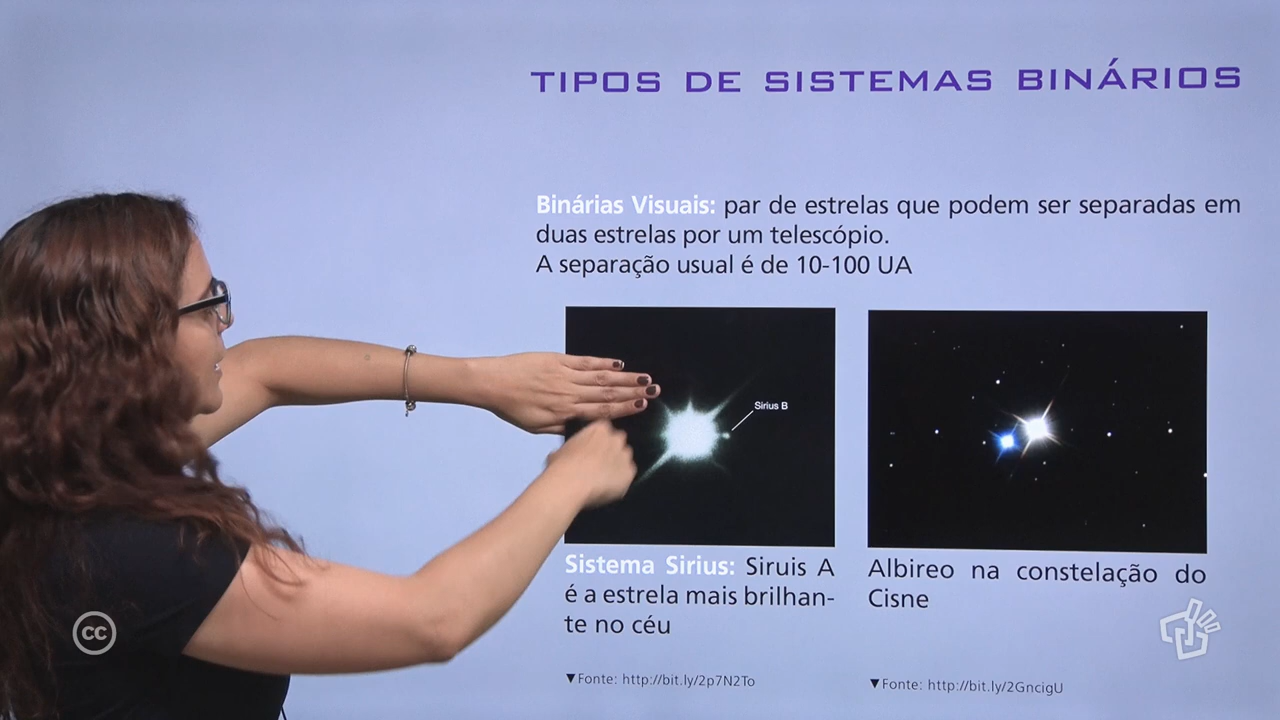 TIPOS DE SISTEMAS BINÁRIOS
Binárias Visuais: par de estrelas que podem ser separadas em
duas estrelas por um telescópio.
A separação usual é de 10-100 UA
Sirius B
Sistema Sirius: Siruis A
é a estrela mais brilhan-
te no céu
Albireo na constelação do
Cisne
▼Fonte: http://bit.ly/2p7N2To
▼Fonte: http://bit.ly/2GncigU
cc